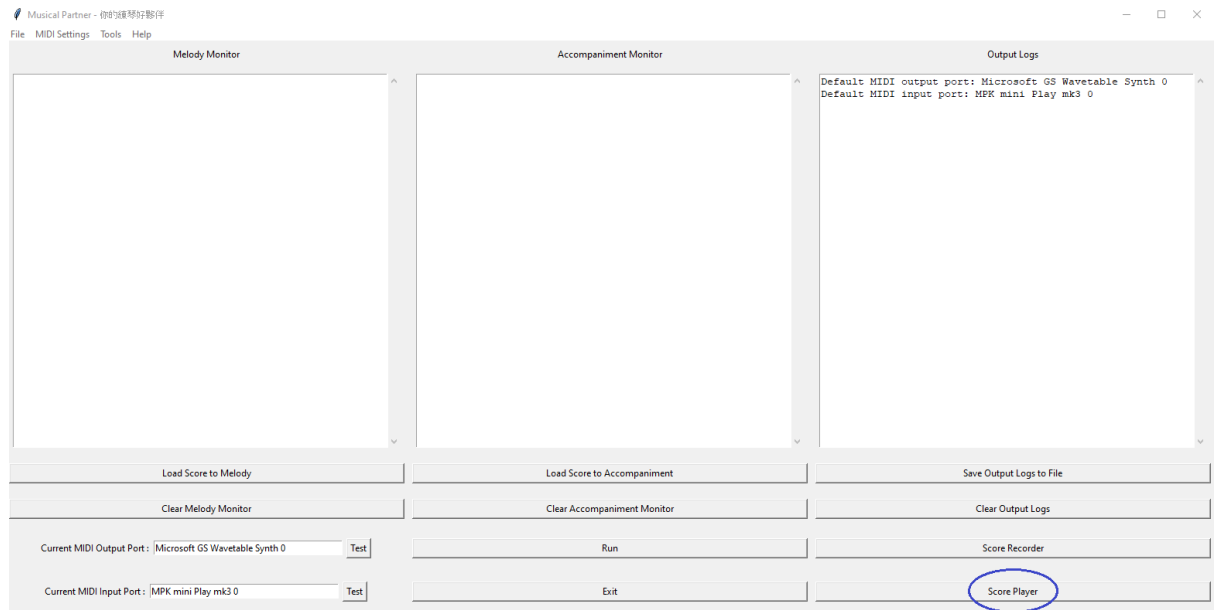 Musical Partner - 你的練琴好夥伴
File MIDI Settings Tools Help
Melody Monitor
Accompaniment Monitor
Output Logs
Default MIDI output port: Microsoft GS Wavetable Synth 0
Default MIDI input port: MPK mini Play mk3 0
Load Score to Melody
Load Score to Accompaniment
Save Output Logs to File
Clear Melody Monitor
Clear Accompaniment Monitor
Clear Output Logs
Current MIDI Output Port : Microsoft GS Wavetable Synth 0 Test
Run
Score Recorder
Current MIDI Input Port : MPK mini Play mk3 0 Test
Exit
Score Player